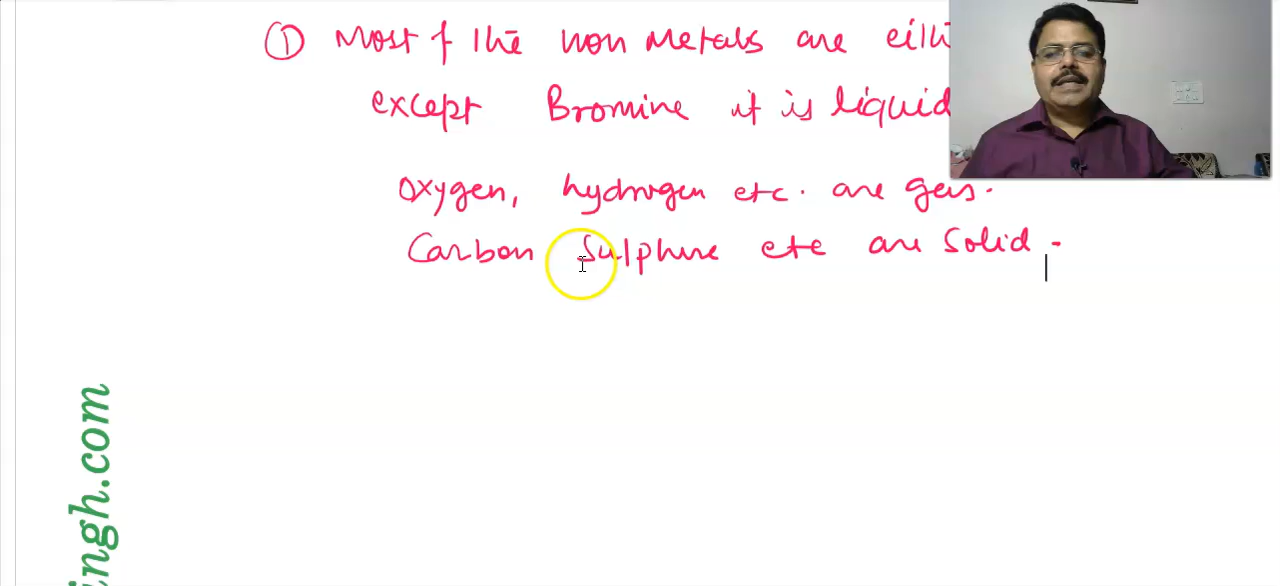 ① Most of the non Metals are eith
except Bromine it is liquid
Oxygen, hydrogen etc. are gas.
Carbon Sulphure etc are Solid.
ingh.com